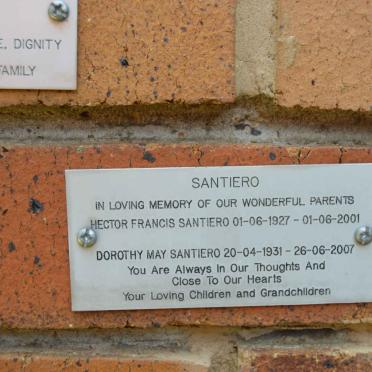 E, DIGNITY
FAMILY
SANTIERO
IN LOVING MEMORY OF OUR WONDERFUL PARENTS
HECTOR FRANCIS SANTIERO 01-06-1927 - 01-06-2001
DOROTHY MAY SANTIERO 20-04-1931 - 26-06-2007
You Are Always In Our Thoughts And
Close To Our Hearts
Your Loving Children and Grandchildren